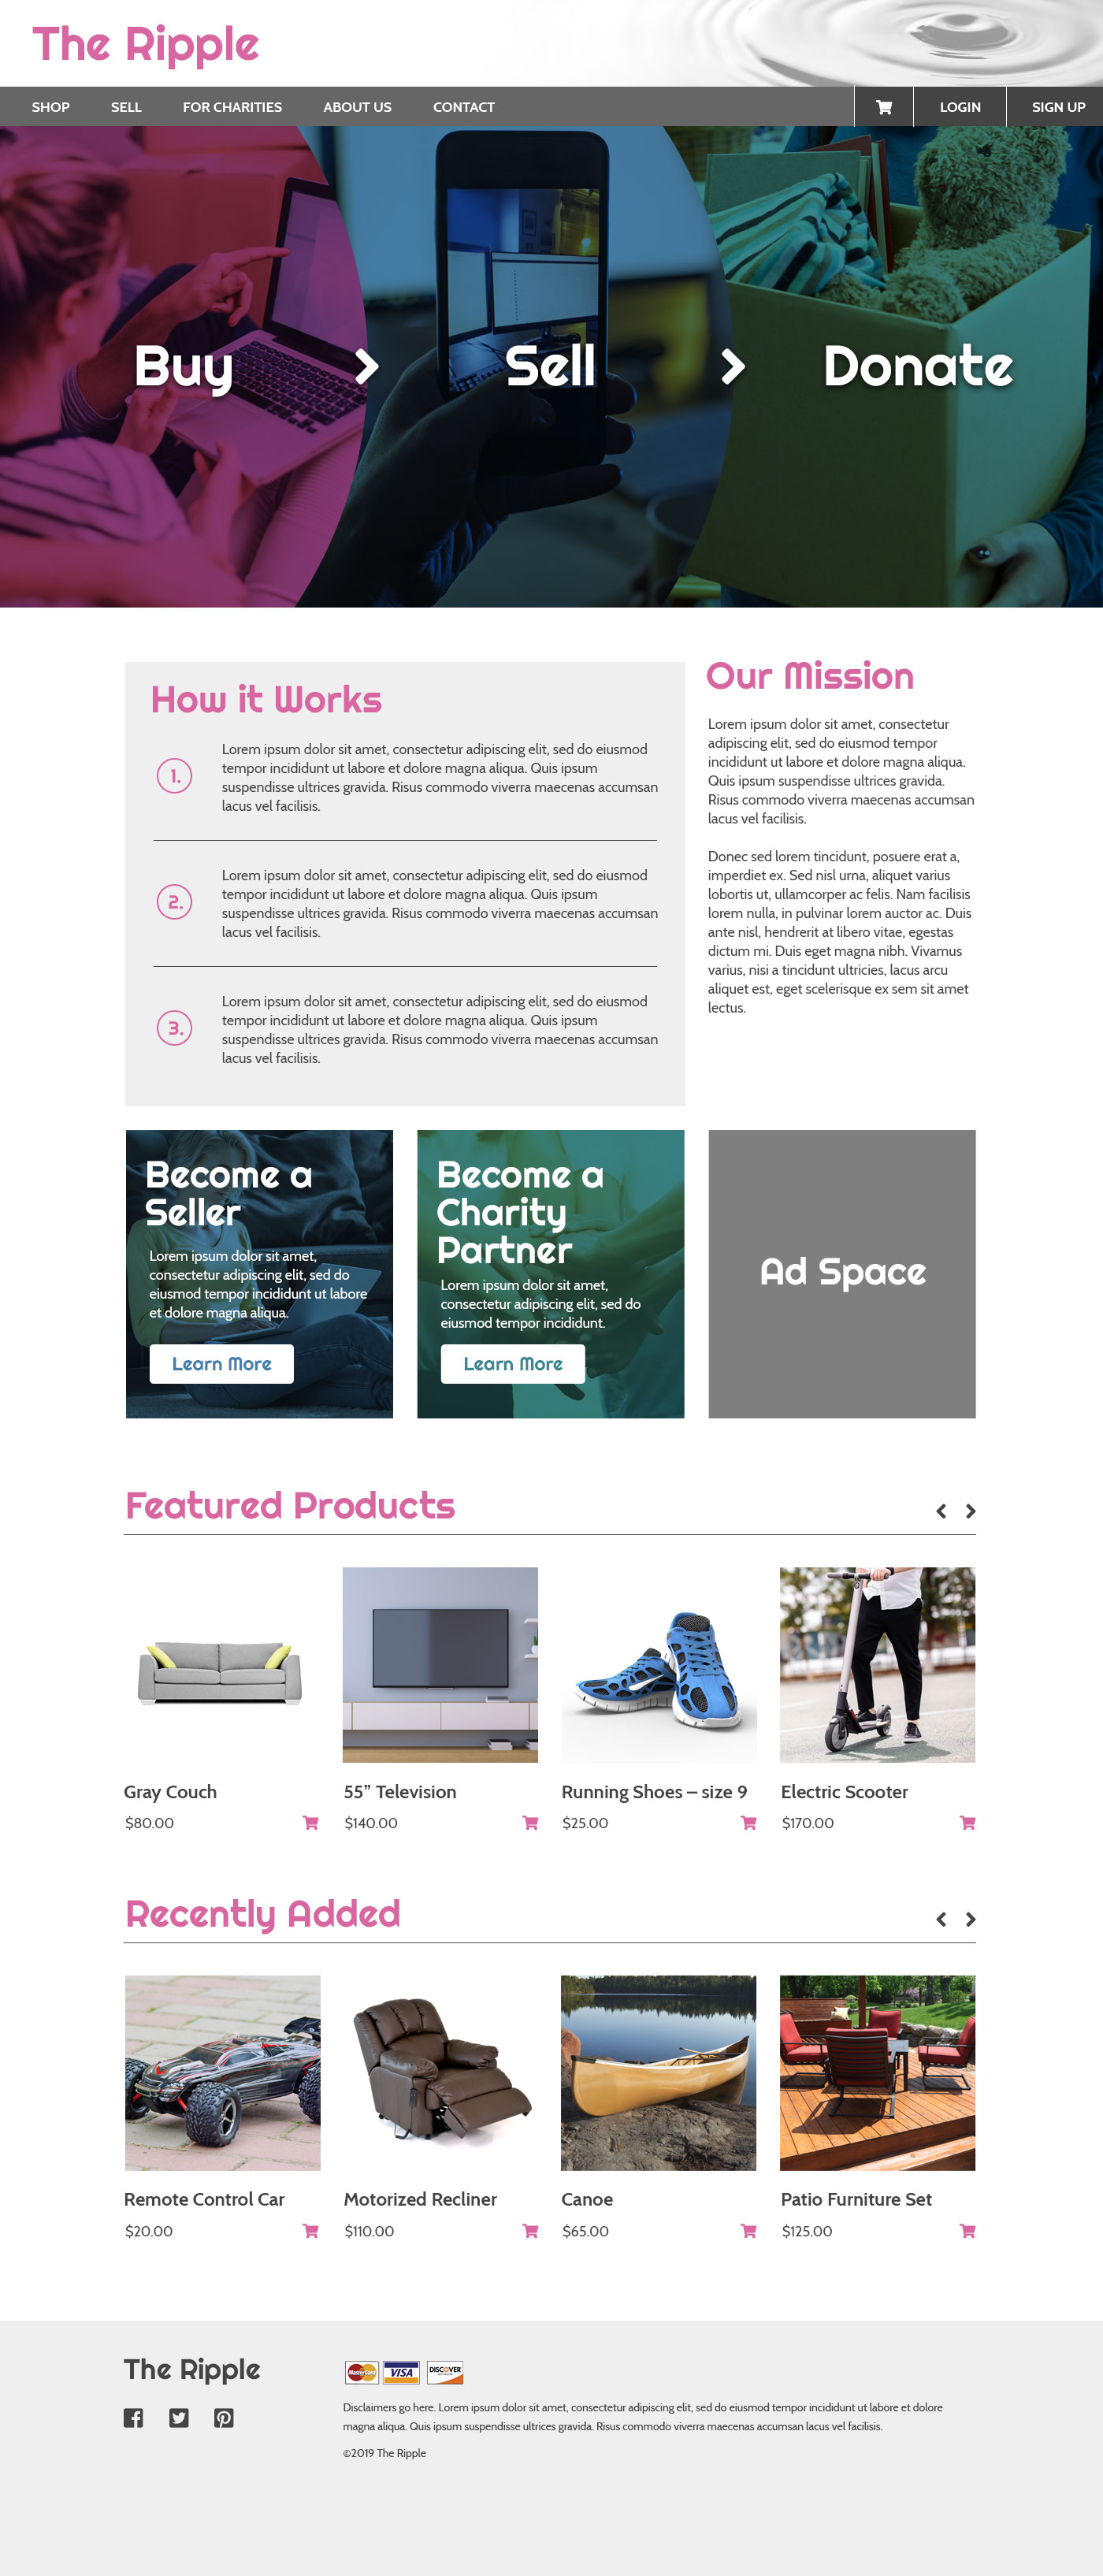 The Ripple
SHOP SELL FOR CHARITIES ABOUT US CONTACT LOGIN SIGN UP
Buy > Sell > Donate
How it Works
1.
Lorem ipsum dolor sit amet, consectetur adipiscing elit, sed do eiusmod
tempor incididunt ut labore et dolore magna aliqua. Quis ipsum
suspendisse ultrices gravida. Risus commodo viverra maecenas accumsan
lacus vel facilisis.
2.
Lorem ipsum dolor sit amet, consectetur adipiscing elit, sed do eiusmod
tempor incididunt ut labore et dolore magna aliqua. Quis ipsum
suspendisse ultrices gravida. Risus commodo viverra maecenas accumsan
lacus vel facilisis.
3.
Lorem ipsum dolor sit amet, consectetur adipiscing elit, sed do eiusmod
tempor incididunt ut labore et dolore magna aliqua. Quis ipsum
suspendisse ultrices gravida. Risus commodo viverra maecenas accumsan
lacus vel facilisis.
Our Mission
Lorem ipsum dolor sit amet, consectetur
adipiscing elit, sed do eiusmod tempor
incididunt ut labore et dolore magna aliqua.
Quis ipsum suspendisse ultrices gravida.
Risus commodo viverra maecenas accumsan
lacus vel facilisis.
Donec sed lorem tincidunt, posuere erat a,
imperdiet ex. Sed nisl urna, aliquet varius
lobortis ut, ullamcorper ac felis. Nam facilisis
lorem nulla, in pulvinar lorem auctor ac. Duis
ante nisl, hendrerit at libero vitae, egestas
dictum mi. Duis eget magna nibh. Vivamus
varius, nisi a tincidunt ultricies, lacus arcu
aliquet est, eget scelerisque ex sem sit amet
lectus.
Become a
Seller
Lorem ipsum dolor sit amet,
consectetur adipiscing elit, sed do
eiusmod tempor incididunt ut labore
et dolore magna aliqua.
Learn More
Become a
Charity
Partner
Lorem ipsum dolor sit amet,
consectetur adipiscing elit, sed do
eiusmod tempor incididunt.
Learn More
Ad Space
Featured Products
Gray Couch
$80.00
55” Television
$140.00
Running Shoes – size 9
$25.00
Electric Scooter
$170.00
Recently Added
Remote Control Car
$20.00
Motorized Recliner
$110.00
Canoe
$65.00
Patio Furniture Set
$125.00
The Ripple
MasterCard VISA DISCOVER
Disclaimers go here. Lorem ipsum dolor sit amet, consectetur adipiscing elit, sed do eiusmod tempor incididunt ut labore et dolore
magna aliqua. Quis ipsum suspendisse ultrices gravida. Risus commodo viverra maecenas accumsan lacus vel facilisis.
©2019 The Ripple